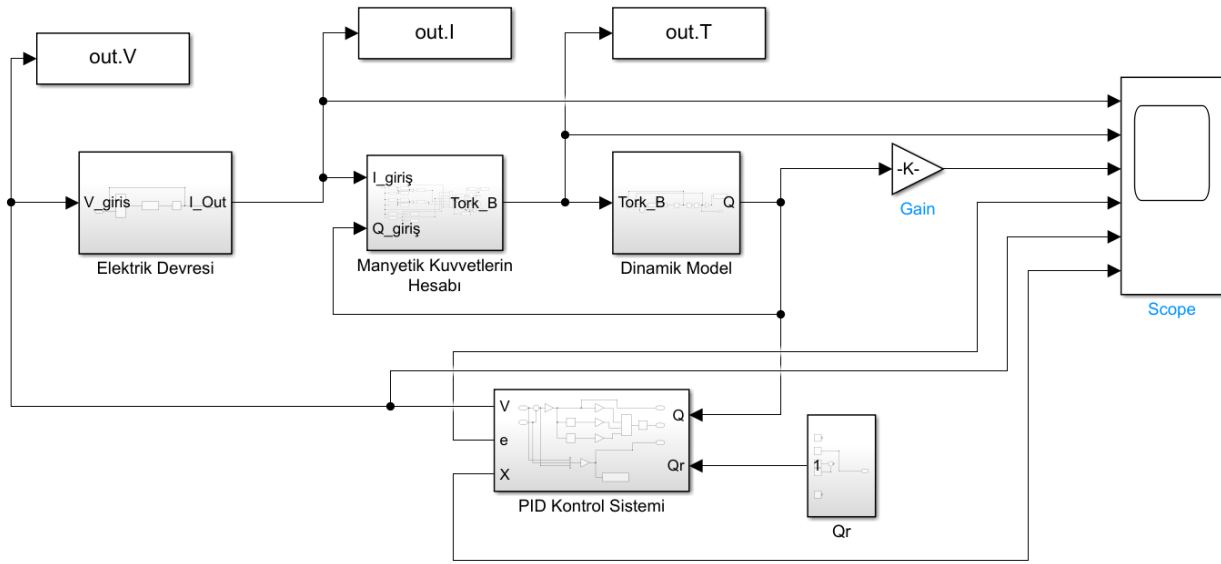 out.V
out.I
out.T
V_giris
I_Out
Elektrik Devresi
I_giriş
Q_giriş
Tork_B
Manyetik Kuvvetlerin
Hesabı
Tork_B
Q
Dinamik Model
-K-
Gain
Scope
V
e
X
Q
Qr
PID Kontrol Sistemi
1
Qr